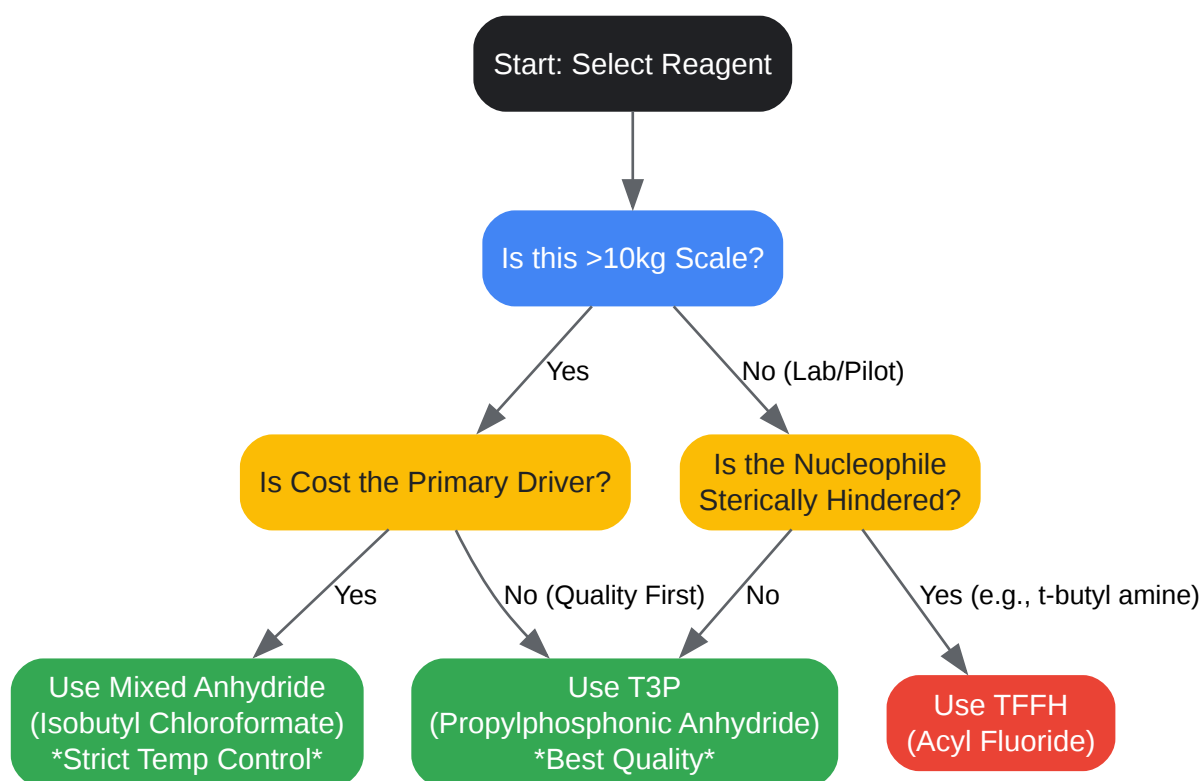 Start: Select Reagent
Is this >10kg Scale?
Yes
No (Lab/Pilot)
Is Cost the Primary Driver?
Is the Nucleophile
Sterically Hindered?
Yes
No (Quality First)
No
Yes (e.g., t-butyl amine)
Use Mixed Anhydride
(Isobutyl Chloroformate)
*Strict Temp Control*
Use T3P
(Propylphosphonic Anhydride)
*Best Quality*
Use TFFH
(Acyl Fluoride)